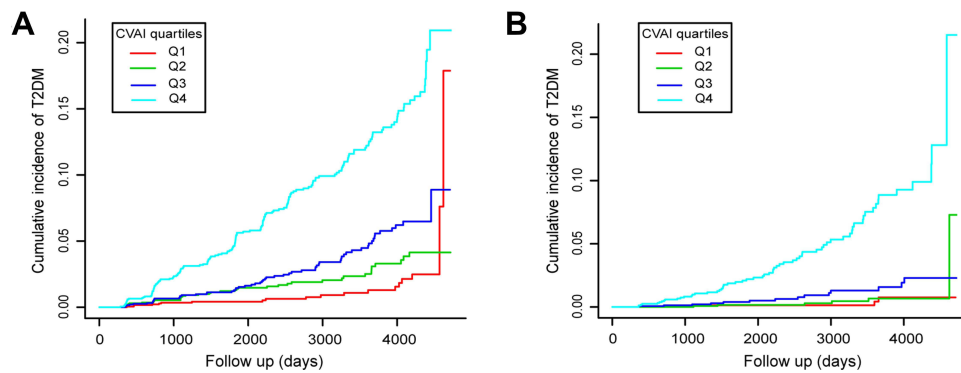 A
CVAI quartiles
Q1
Q2
Q3
Q4
Cumulative incidence of T2DM
0.20
0.15
0.10
0.05
0.00
0 1000 2000 3000 4000
Follow up (days)
B
CVAI quartiles
Q1
Q2
Q3
Q4
Cumulative incidence of T2DM
0.20
0.15
0.10
0.05
0.00
0 1000 2000 3000 4000
Follow up (days)